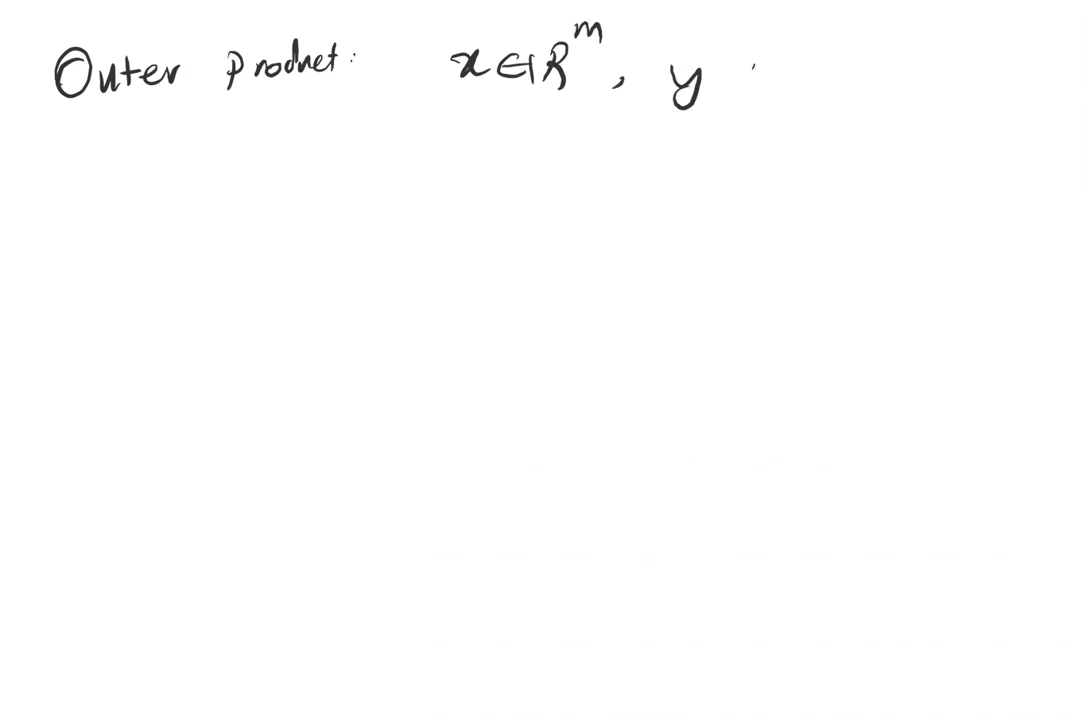 Outer product: x ∈ ℝ^m, y